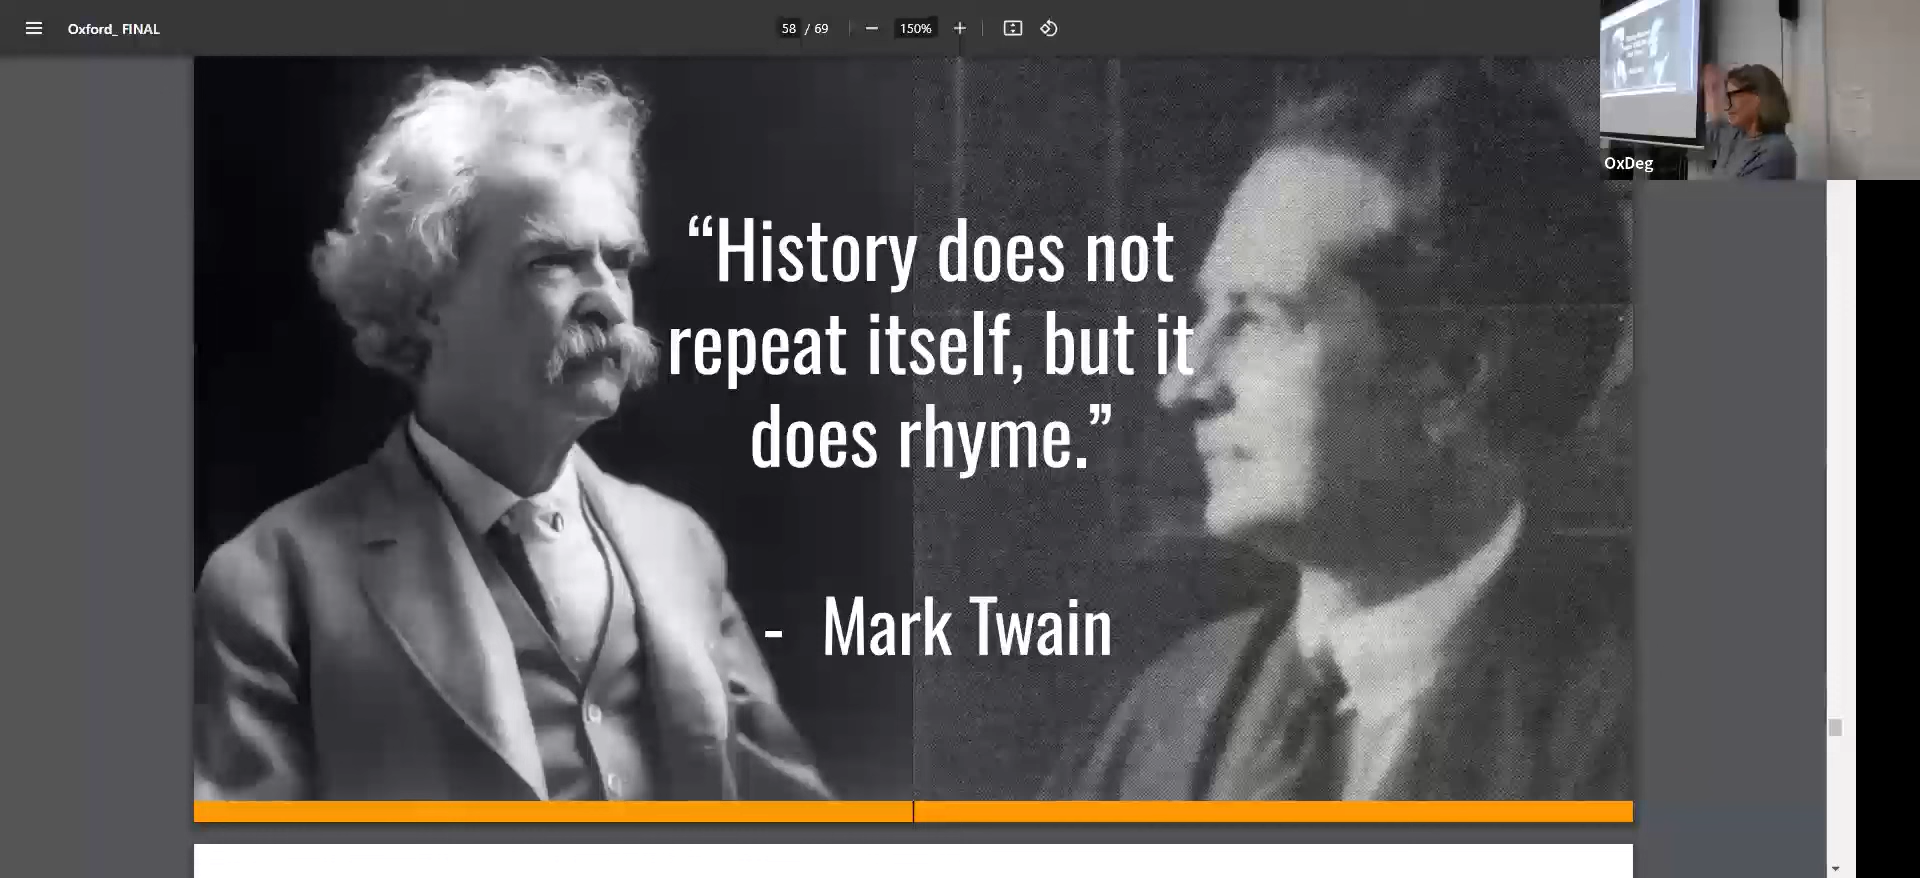 Oxford_ FINAL
58 / 69
150%
OxDeg
“History does not
repeat itself, but it
does rhyme.”
- Mark Twain